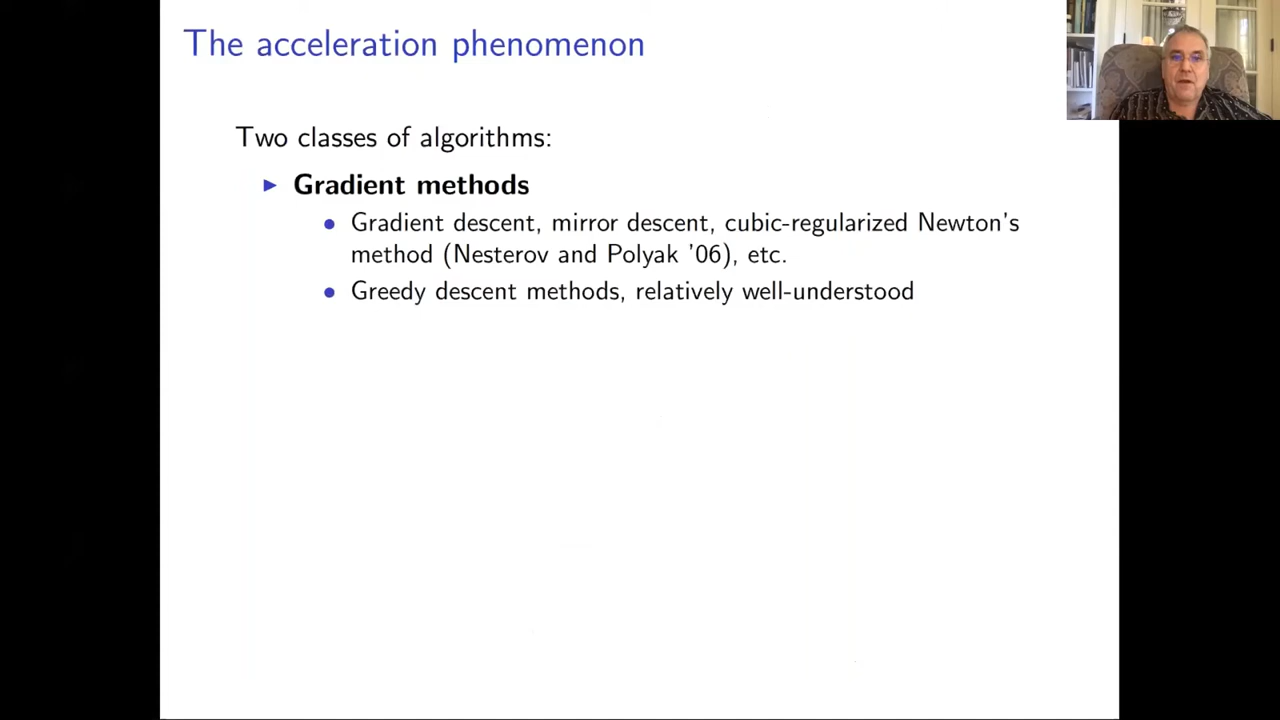 The acceleration phenomenon
Two classes of algorithms:
▶ Gradient methods
• Gradient descent, mirror descent, cubic-regularized Newton's
method (Nesterov and Polyak '06), etc.
• Greedy descent methods, relatively well-understood